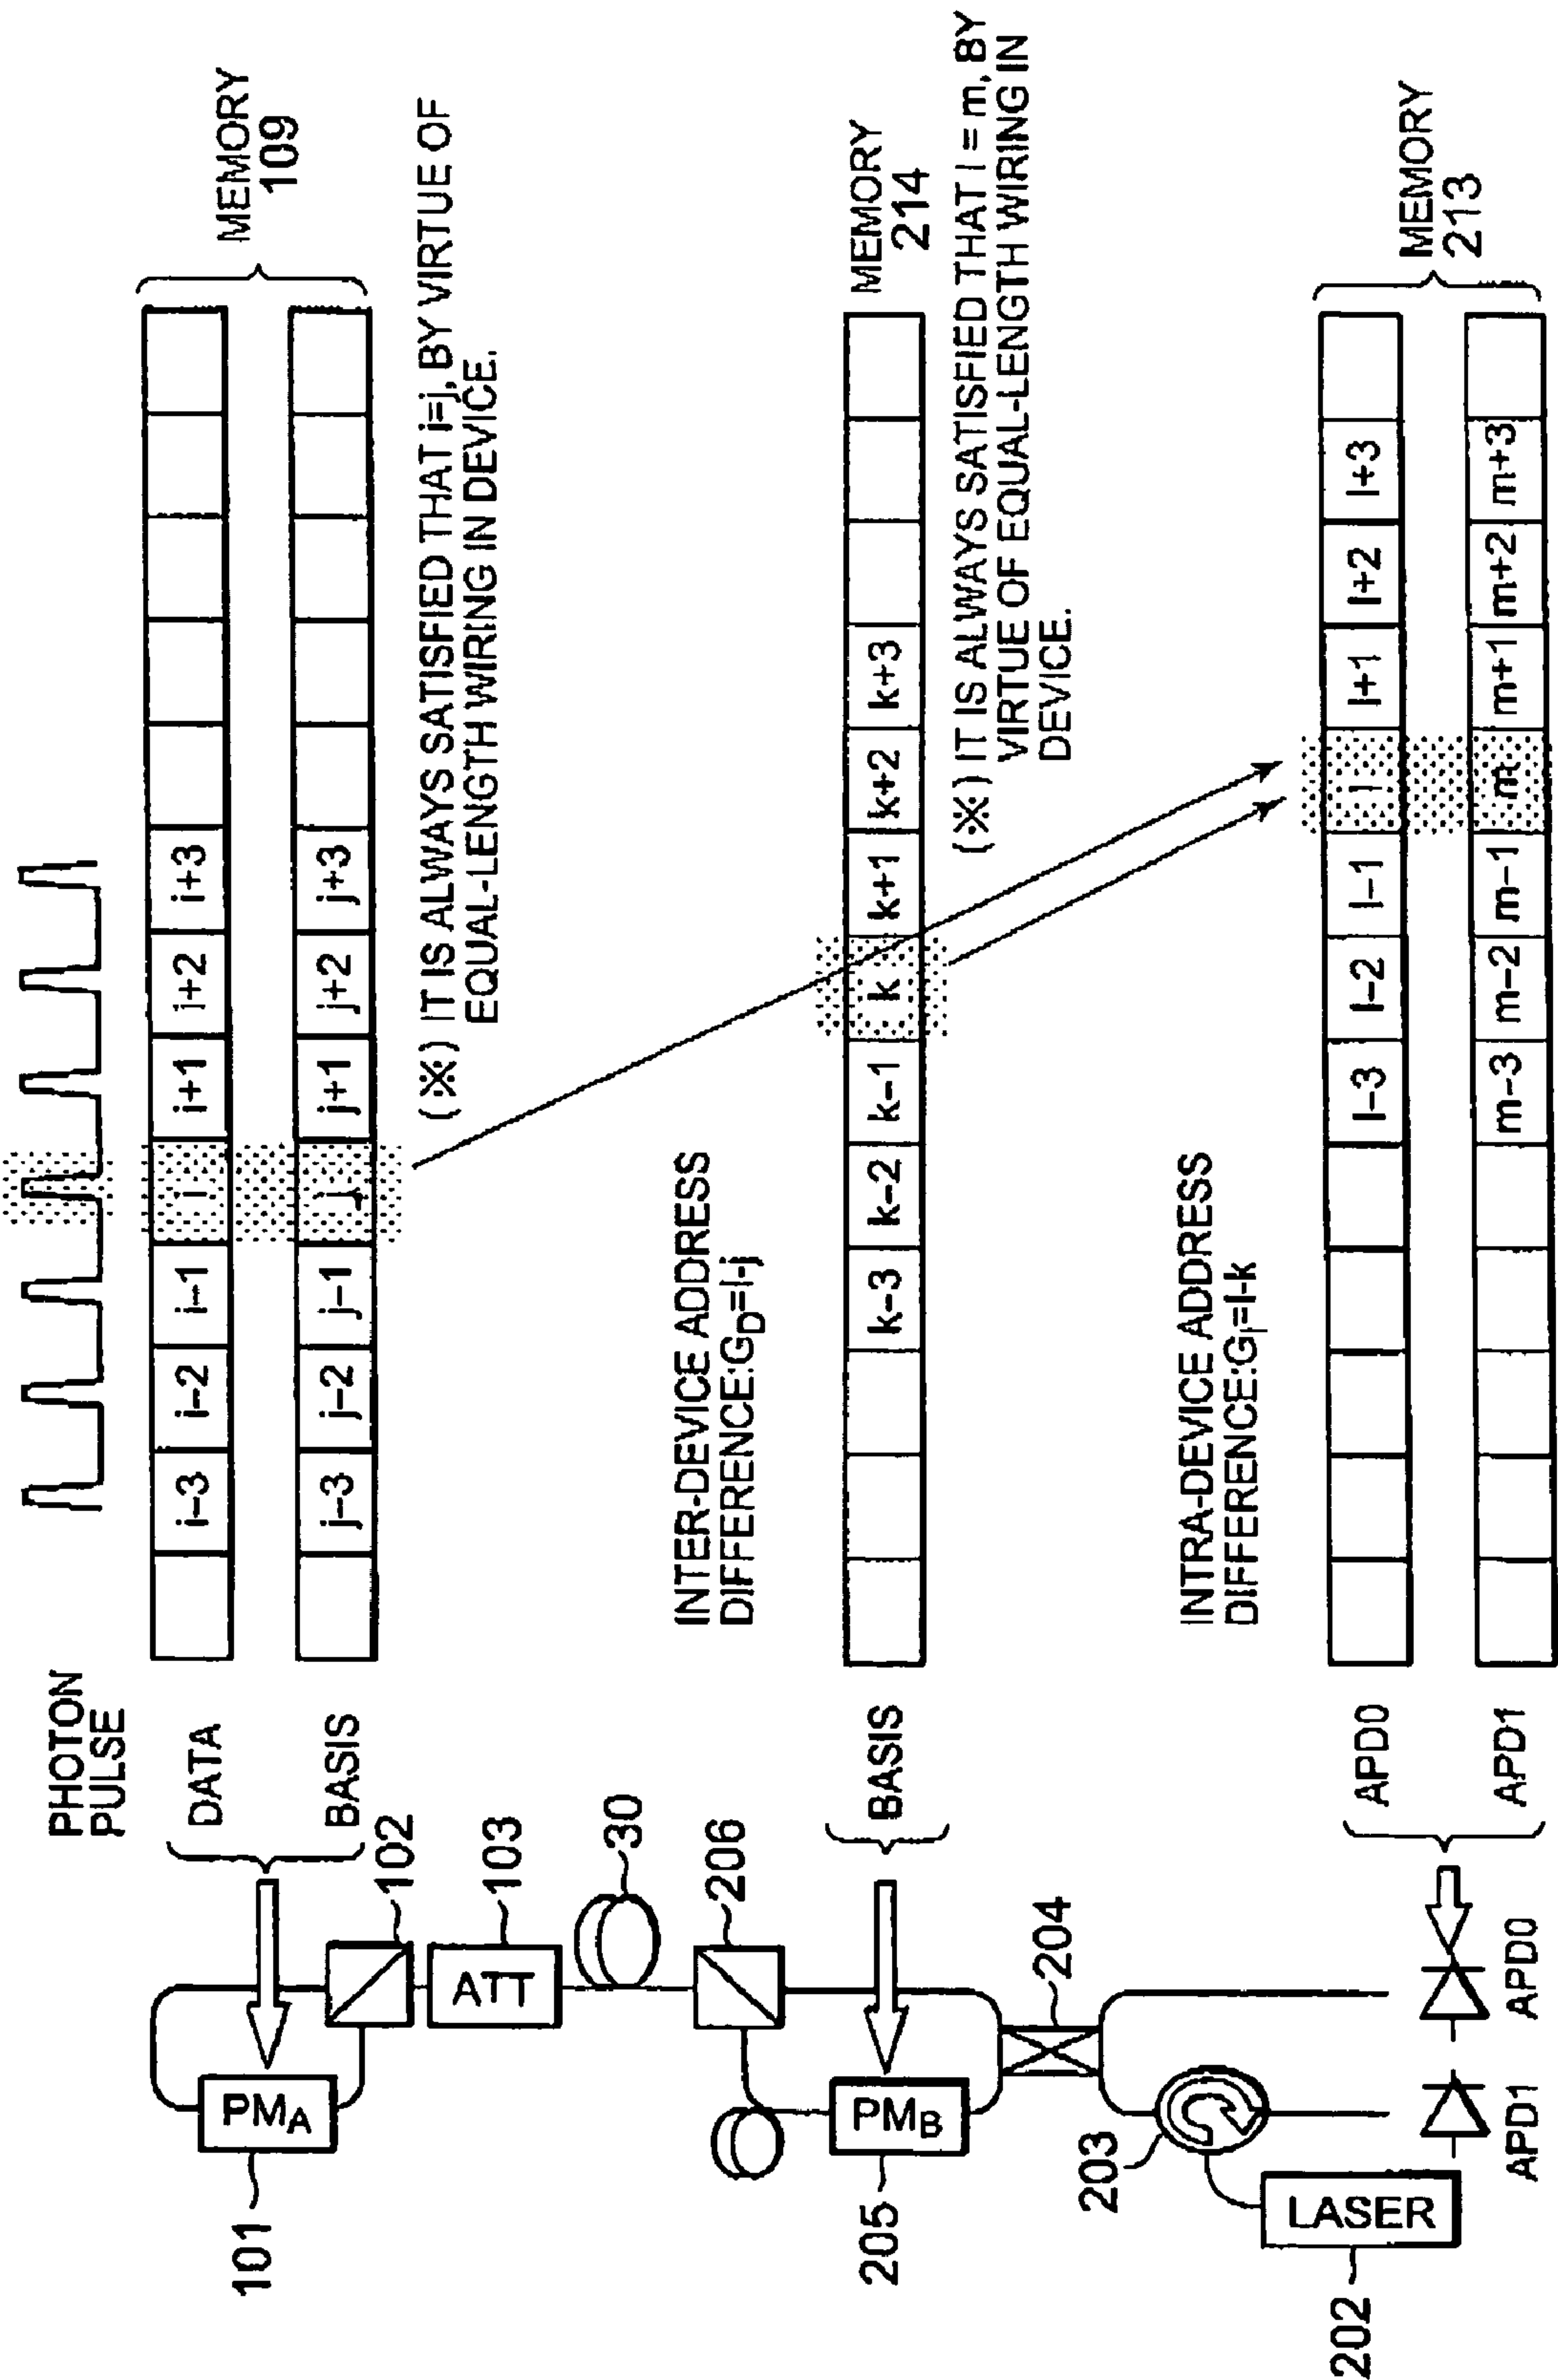 PHOTON
PULSE
DATA
i-3
i-2
i-1
i
i+1
i+2
i+3
BASIS
j-3
j-2
j-1
j
j+1
j+2
j+3
MEMORY
109
(※) IT IS ALWAYS SATISFIED THAT i=j, BY VIRTUE OF
EQUAL-LENGTH WIRING IN DEVICE.
INTER-DEVICE ADDRESS
DIFFERENCE:G_D=l-j
BASIS
k-3
k-2
k-1
k
k+1
k+2
k+3
MEMORY
214
(※) IT IS ALWAYS SATISFIED THAT l = m, BY
VIRTUE OF EQUAL-LENGTH WIRING IN
DEVICE.
INTRA-DEVICE ADDRESS
DIFFERENCE:G_I=l-k
APD0
l-3
l-2
l-1
l
l+1
l+2
l+3
APD1
m-3
m-2
m-1
m
m+1
m+2
m+3
MEMORY
213
PM_A
101
102
ATT
103
30
206
PM_B
205
204
203
LASER
202
APD0
APD1